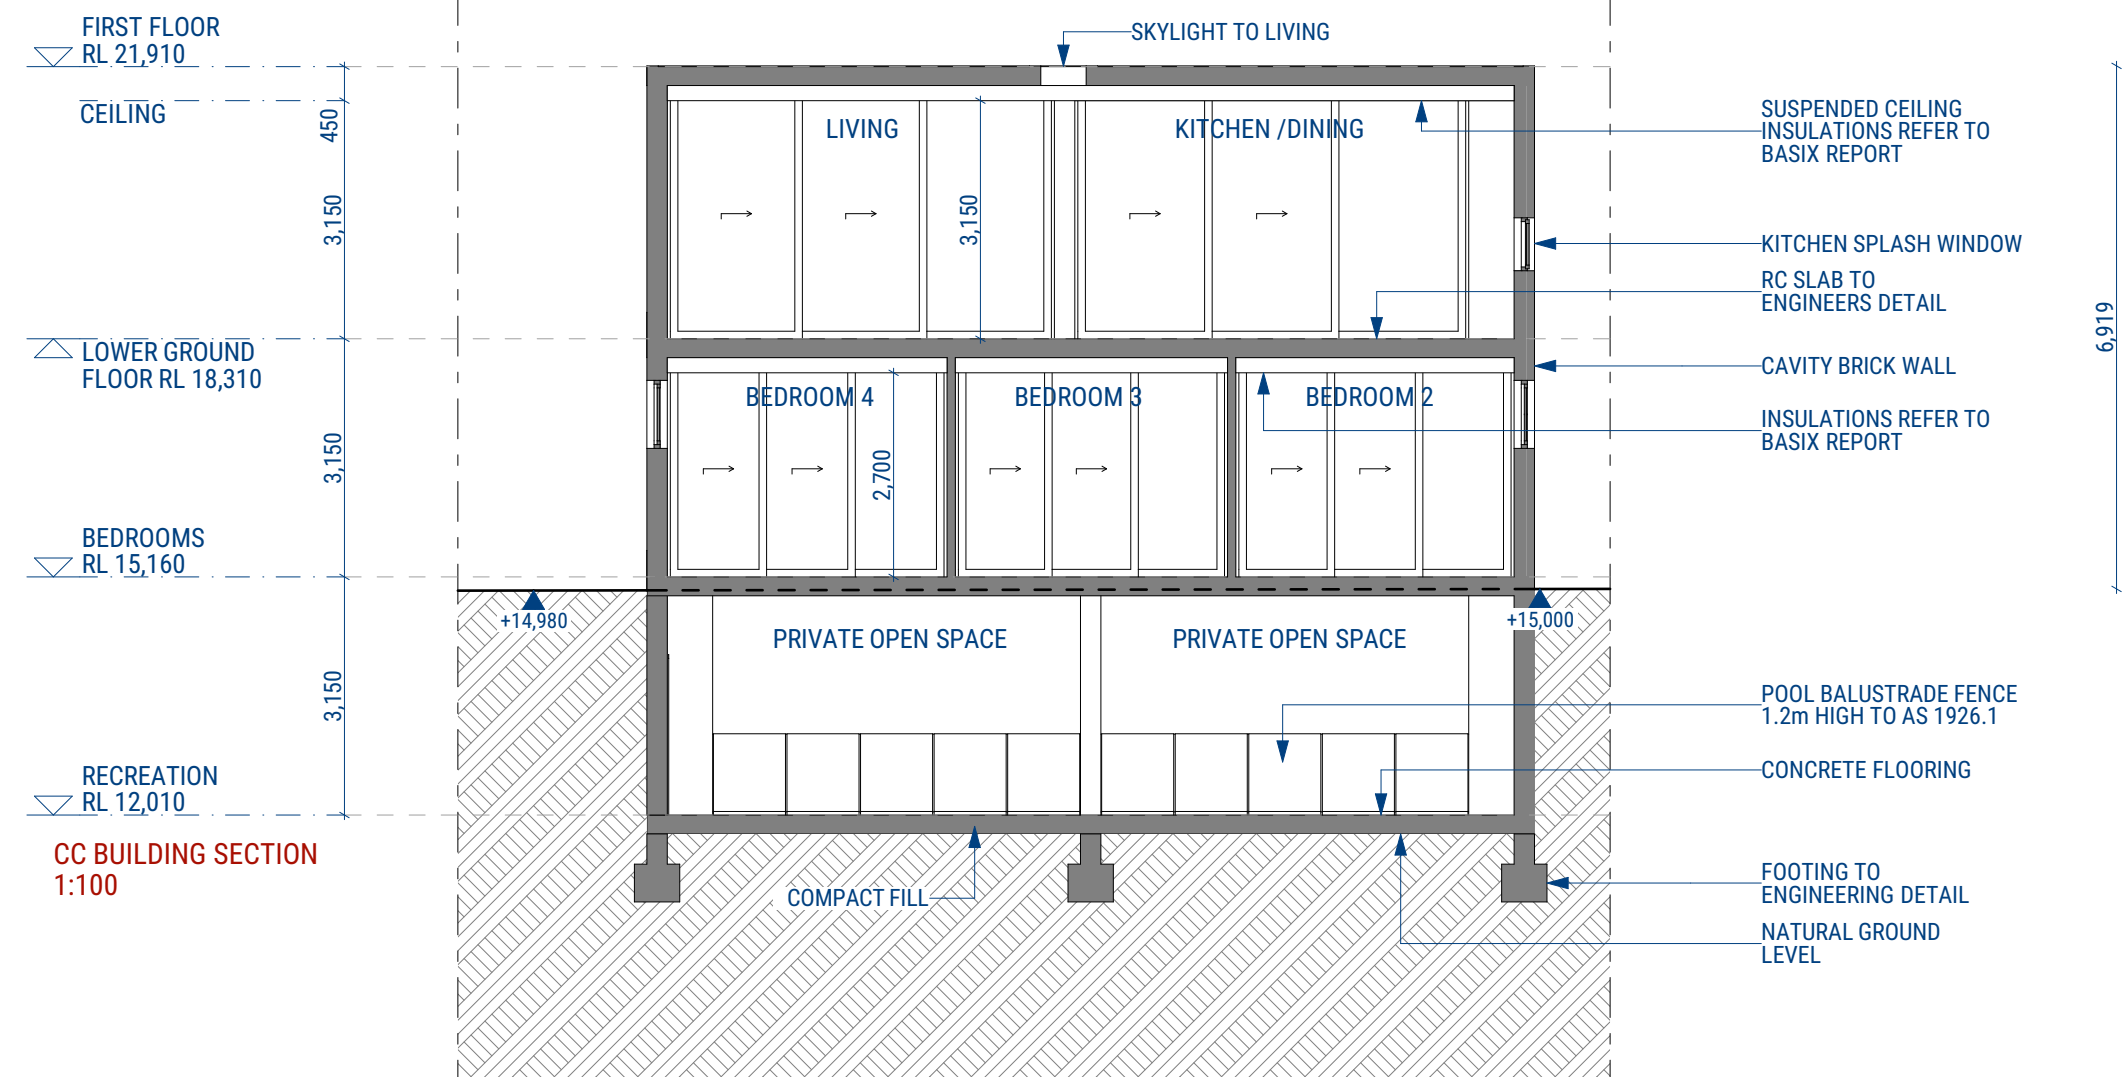 FIRST FLOOR
RL 21,910
CEILING
450
3,150
LOWER GROUND
FLOOR RL 18,310
3,150
BEDROOMS
RL 15,160
3,150
RECREATION
RL 12,010
CC BUILDING SECTION
1:100
SKYLIGHT TO LIVING
LIVING
KITCHEN /DINING
3,150
BEDROOM 4
BEDROOM 3
BEDROOM 2
2,700
+14,980
+15,000
PRIVATE OPEN SPACE
PRIVATE OPEN SPACE
COMPACT FILL
SUSPENDED CEILING
INSULATIONS REFER TO
BASIX REPORT
KITCHEN SPLASH WINDOW
RC SLAB TO
ENGINEERS DETAIL
CAVITY BRICK WALL
INSULATIONS REFER TO
BASIX REPORT
POOL BALUSTRADE FENCE
1.2m HIGH TO AS 1926.1
CONCRETE FLOORING
FOOTING TO
ENGINEERING DETAIL
NATURAL GROUND
LEVEL
6,919